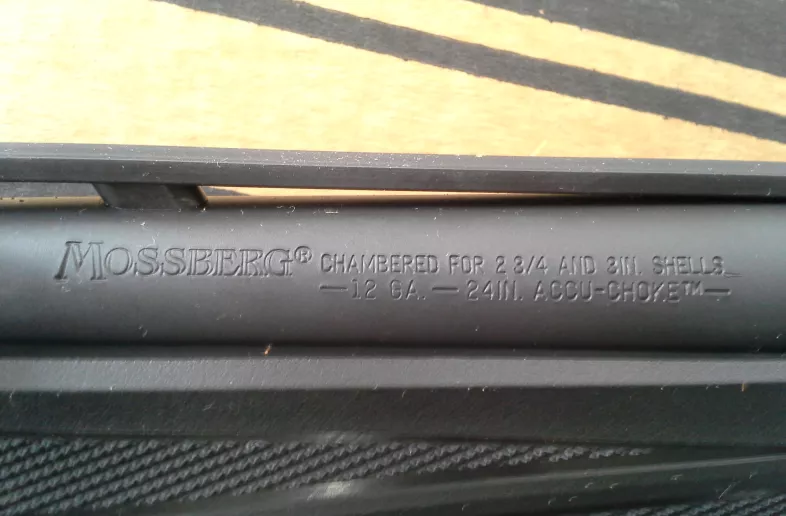 MOSSBERG® CHAMBERED FOR 2 3/4 AND 3IN. SHELLS
—12 GA. — 24IN. ACCU-CHOKE™—